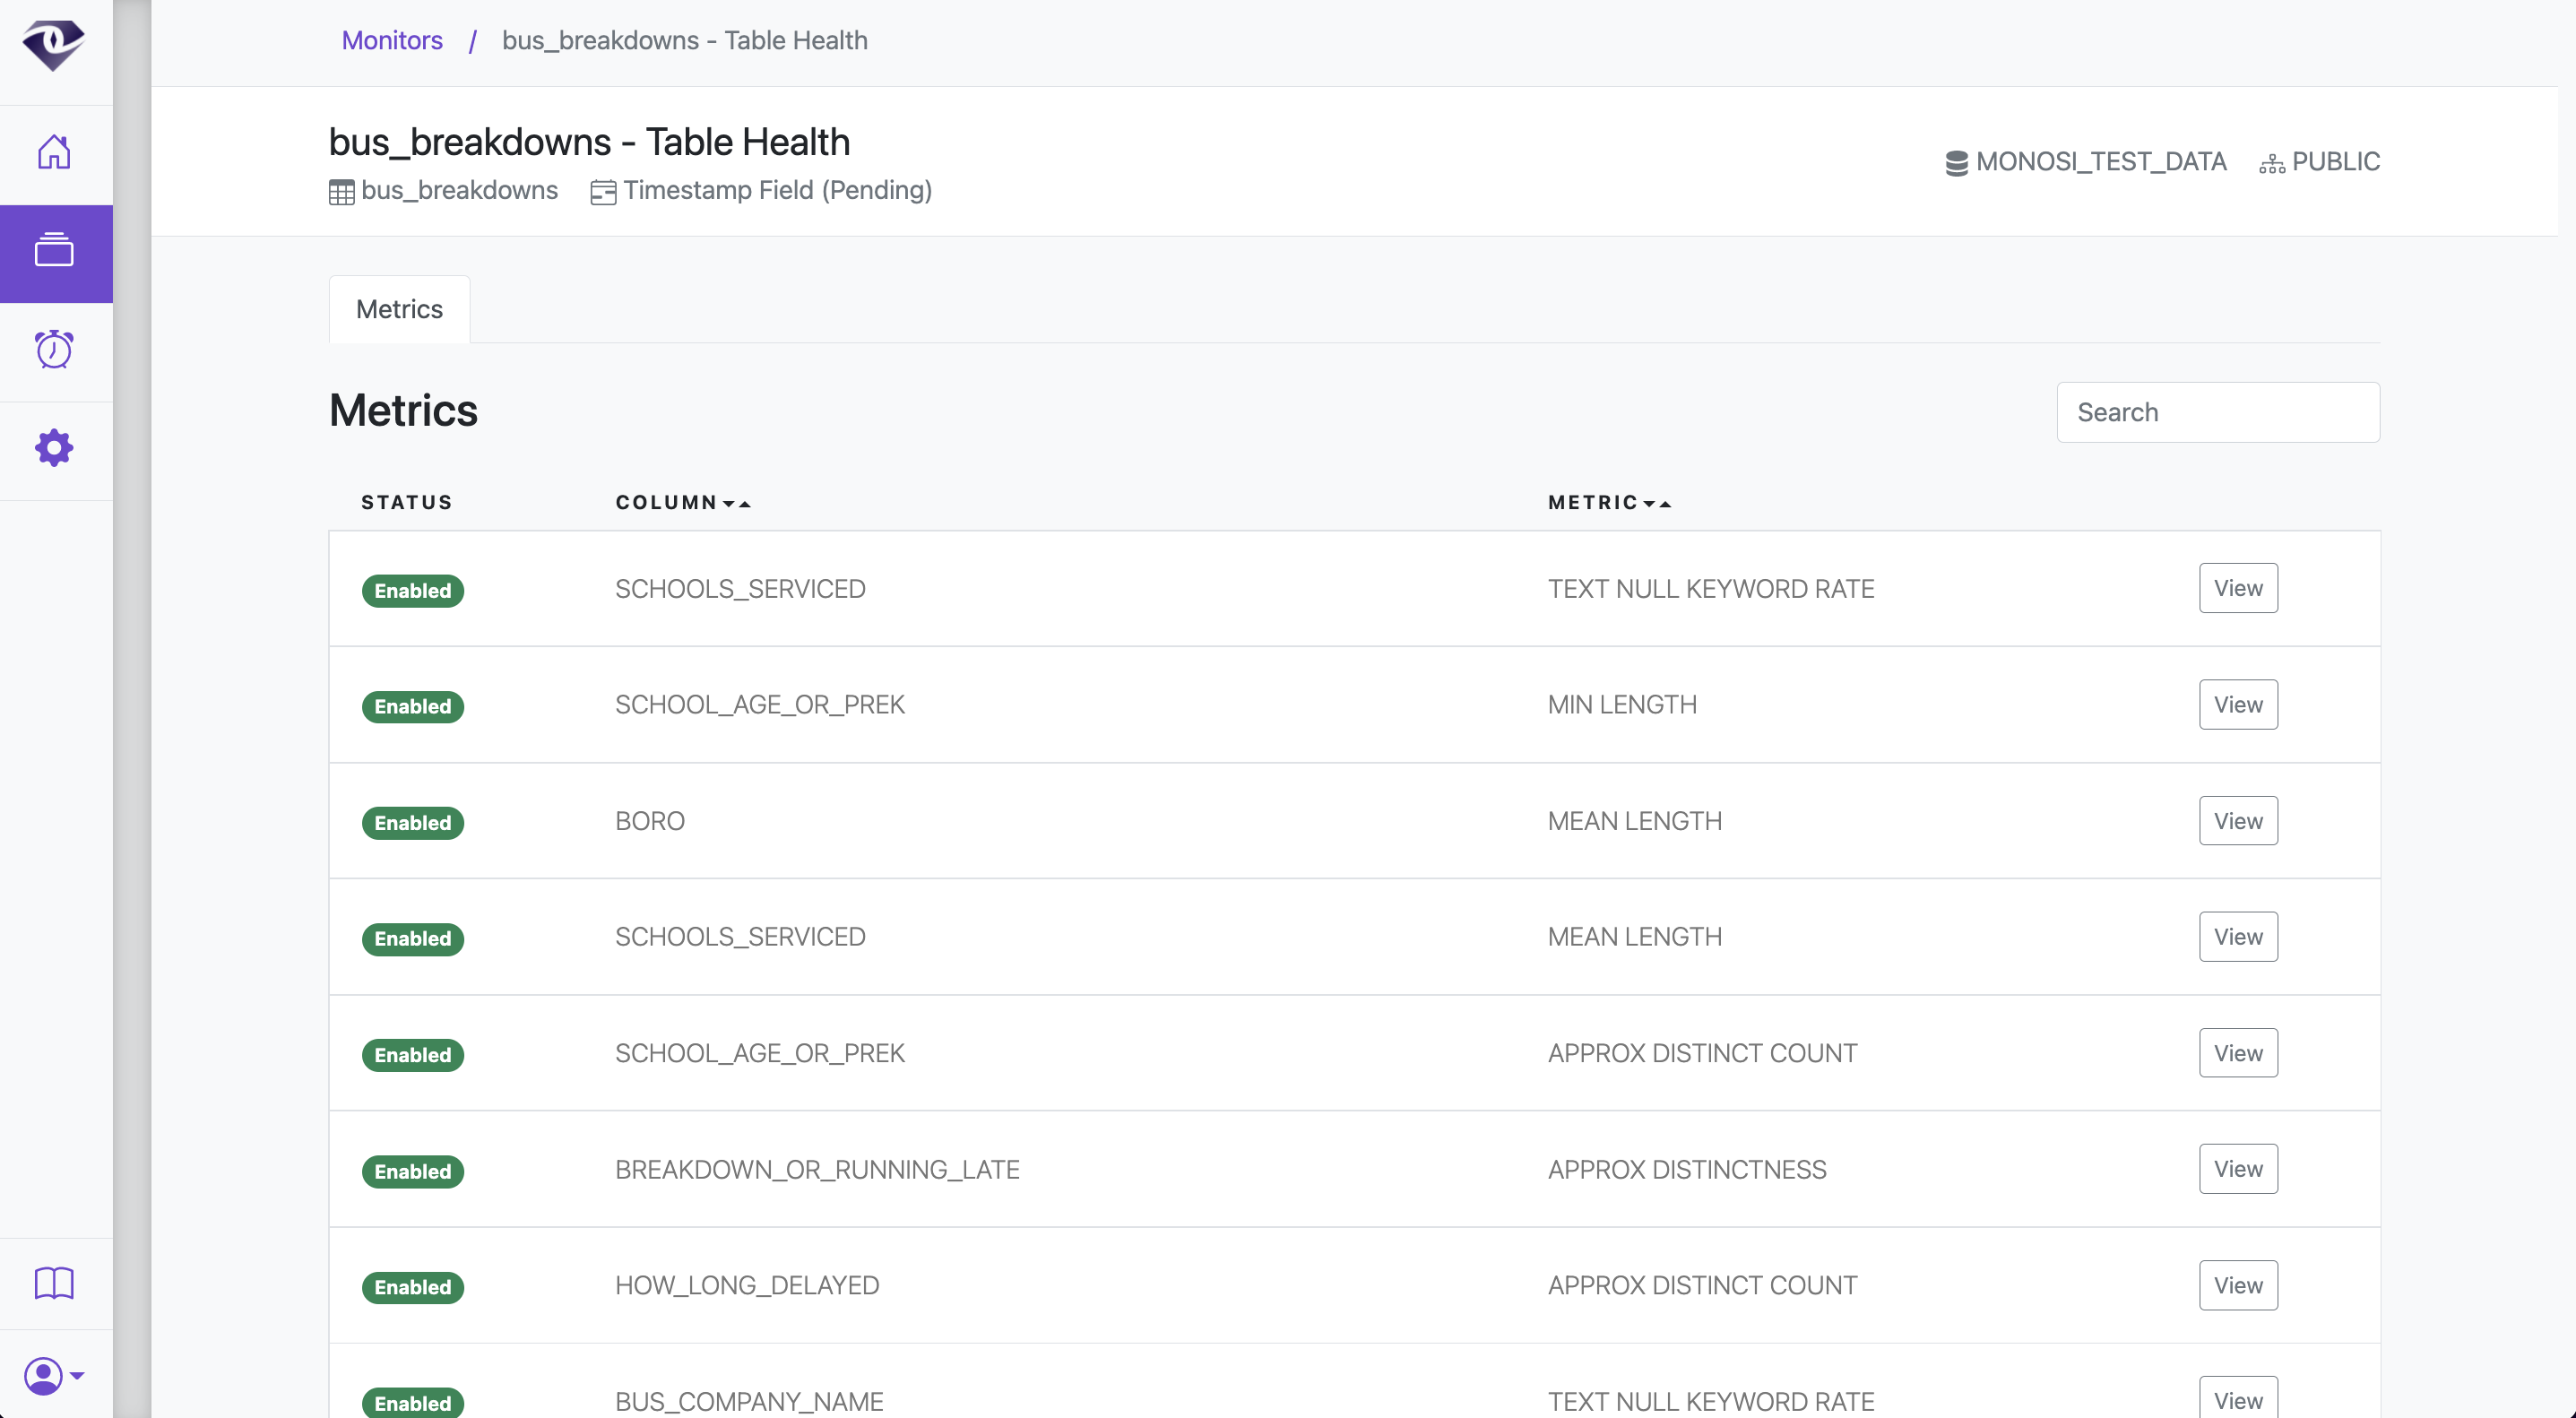 Monitors / bus_breakdowns - Table Health
bus_breakdowns - Table Health
bus_breakdowns Timestamp Field (Pending)
MONOSI_TEST_DATA PUBLIC
Metrics
Metrics
Search
STATUS COLUMN METRIC
Enabled SCHOOLS_SERVICED TEXT NULL KEYWORD RATE View
Enabled SCHOOL_AGE_OR_PREK MIN LENGTH View
Enabled BORO MEAN LENGTH View
Enabled SCHOOLS_SERVICED MEAN LENGTH View
Enabled SCHOOL_AGE_OR_PREK APPROX DISTINCT COUNT View
Enabled BREAKDOWN_OR_RUNNING_LATE APPROX DISTINCTNESS View
Enabled HOW_LONG_DELAYED APPROX DISTINCT COUNT View
Enabled BUS_COMPANY_NAME TEXT NULL KEYWORD RATE View